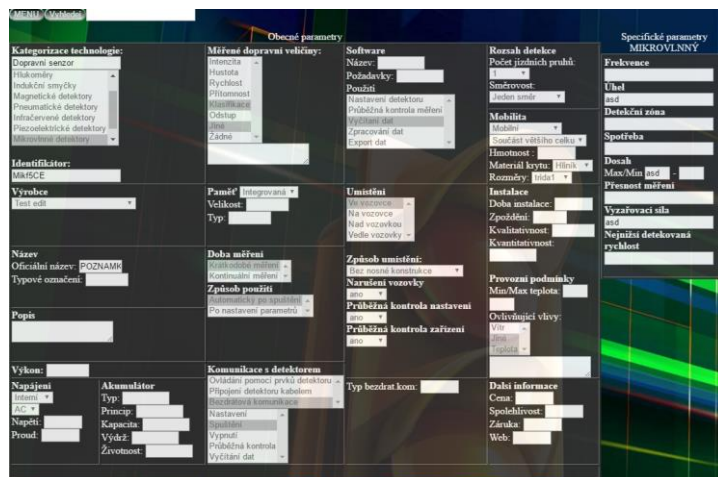 MENU Vyhledej
Obecné parametry
Specifické parametry
MIKROVLNNÝ
Kategorizace technologie:
Dopravní senzor
Hlukoměry
Indukční smyčky
Magnetické detektory
Pneumatické detektory
Infračervené detektory
Piezoelektrické detektory
Mikrovlnné detektory
Identifikátor:
Mikf5CE
Měřené dopravní veličiny:
Intenzita
Hustota
Rychlost
Přítomnost
Klasifikace
Odstup
Jiné
Žádné
Software
Název:
Požadavky:
Použití
Nastavení detektoru
Průběžná kontrola měření
Vyčítaní dat
Zpracování dat
Export dat
Rozsah detekce
Počet jízdních pruhů:
1
Směrovost:
Jeden směr
Mobilita
Mobilní
Součást většího celku
Hmotnost :
Materiál krytu: Hliník
Rozměry: trida1
Frekvence
Úhel
asd
Detekční zóna
Spotřeba
Dosah
Max/Min asd -
Přesnost měření
Vyzařovací síla
asd
Nejnižší detekovaná
rychlost
Výrobce
Test edit
Paměť Integrovaná
Velikost:
Typ:
Umístění
Ve vozovce
Na vozovce
Nad vozovkou
Vedle vozovky
Instalace
Doba instalace:
Zpoždění:
Kvalitativnost:
Kvantitativnost:
Název
Oficiální název: POZNAMK
Typové označení:
Doba měření
Krátkodobé měření
Kontinuální měření
Způsob použití
Automaticky po spuštění
Po nastavení parametrů
Způsob umístění:
Bez nosné konstrukce
Narušení vozovky
ano
Průběžná kontrola nastavení
ano
Průběžná kontrola zařízení
ano
Provozní podmínky
Min/Max teplota:
Ovlivňující vlivy:
Vítr
Jiné
Teplota
Popis
Výkon:
Napájení
Interní
AC
Napětí:
Proud:
Akumulátor
Typ:
Princip:
Kapacita:
Výdrž:
Životnost:
Komunikace s detektorem
Ovládání pomocí prvků detektoru
Připojení detektoru kabelem
Bezdrátová komunikace
Nastavení
Spuštění
Vypnutí
Průběžná kontrola
Vyčítání dat
Typ bezdrat kom:
Další informace
Cena:
Spolehlivost:
Záruka:
Web: